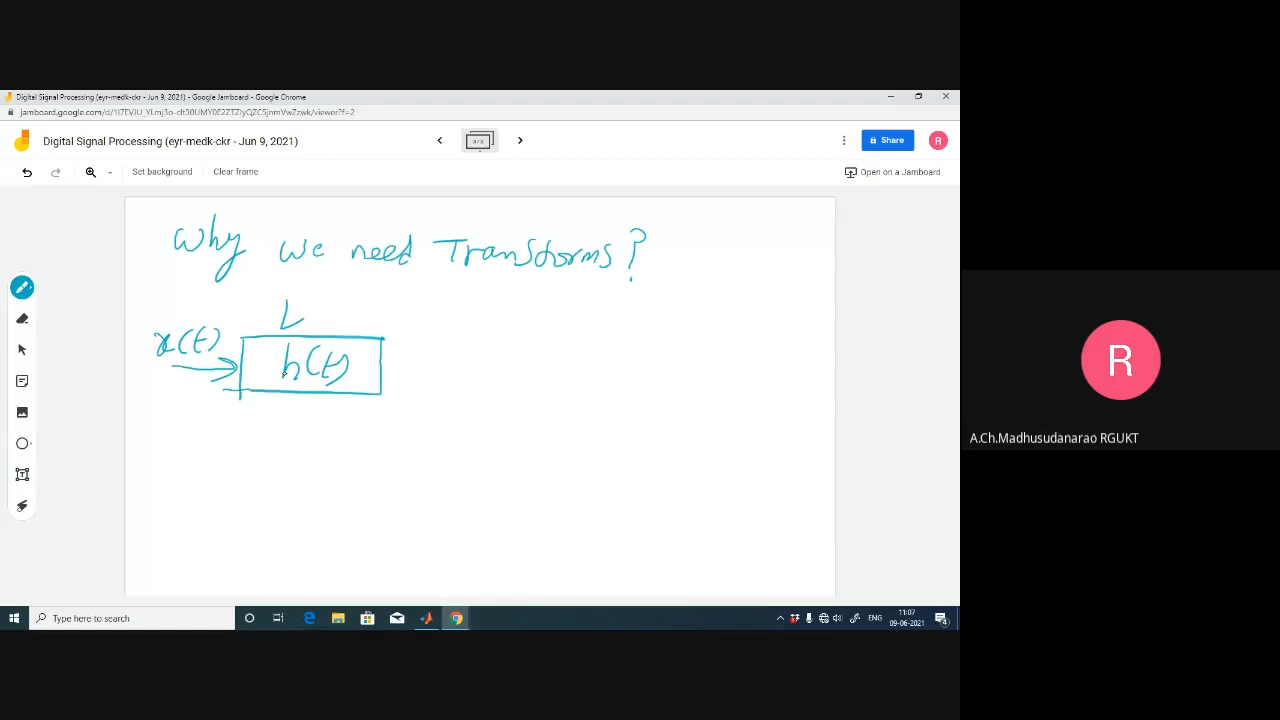 Digital Signal Processing (eyr-medk-ckr - Jun 9, 2021) - Google Jamboard - Google Chrome
Digital Signal Processing (eyr-medk-ckr - Jun 9, 2021)
Share
R
Set background
Clear frame
Open on a Jamboard
Why we need Transforms?
L
x(t)
h(t)
R
A.Ch.Madhusudanarao RGUKT
Type here to search
ENG
11:07
09-06-2021
4